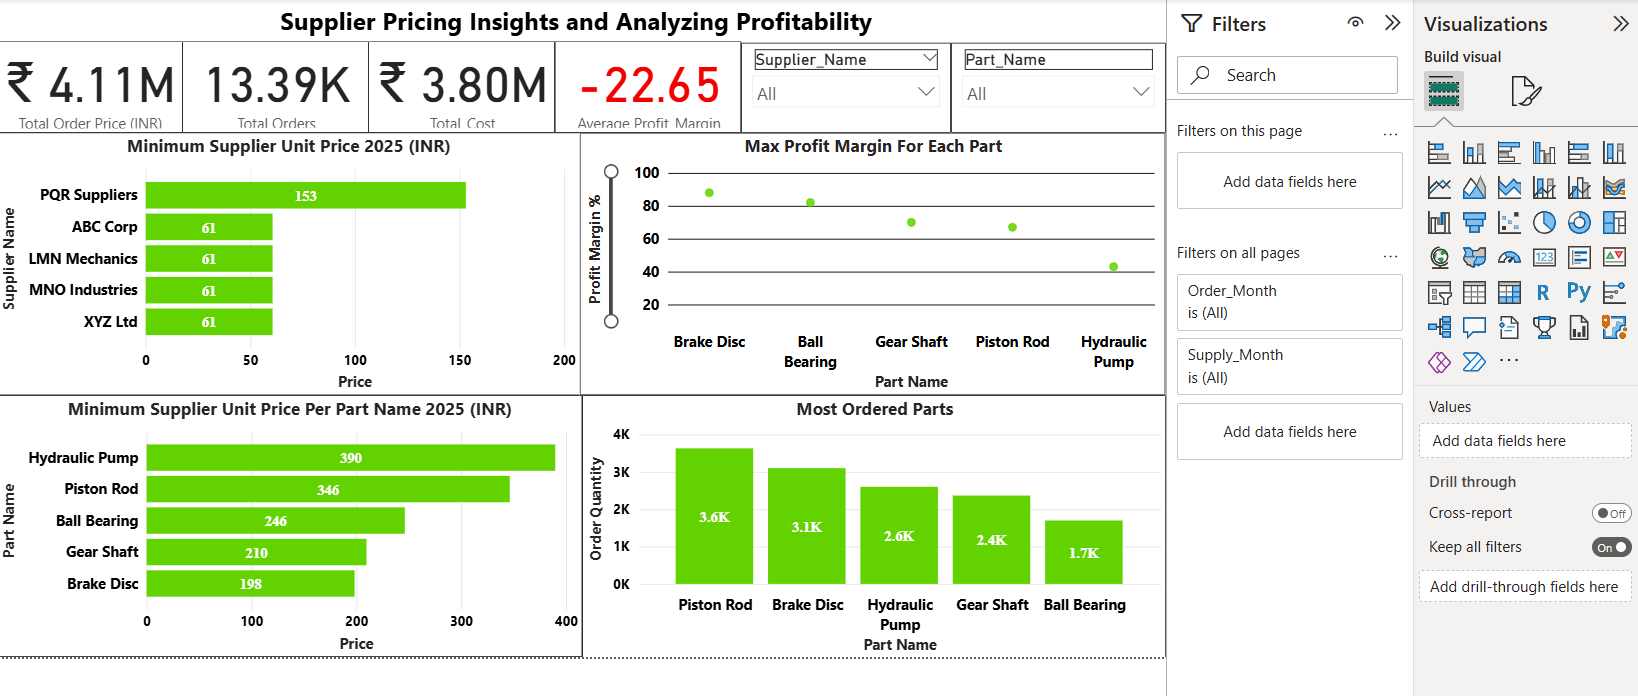 Supplier Pricing Insights and Analyzing Profitability
₹ 4.11M
Total Order Price (INR)
13.39K
Total Orders
₹ 3.80M
Total Cost
-22.65
Average Profit Margin
Supplier_Name
All
Part_Name
All
Minimum Supplier Unit Price 2025 (INR)
Supplier Name
PQR Suppliers
153
ABC Corp
61
LMN Mechanics
61
MNO Industries
61
XYZ Ltd
61
0 50 100 150 200
Price
Max Profit Margin For Each Part
Profit Margin %
100
80
60
40
20
Brake Disc
Ball
Bearing
Gear Shaft
Piston Rod
Hydraulic
Pump
Part Name
Minimum Supplier Unit Price Per Part Name 2025 (INR)
Part Name
Hydraulic Pump
390
Piston Rod
346
Ball Bearing
246
Gear Shaft
210
Brake Disc
198
0 100 200 300 400
Price
Most Ordered Parts
Order Quantity
4K
3K
2K
1K
0K
3.6K
3.1K
2.6K
2.4K
1.7K
Piston Rod
Brake Disc
Hydraulic
Pump
Gear Shaft
Ball Bearing
Part Name
Filters
Search
Filters on this page
...
Add data fields here
Filters on all pages
...
Order_Month
is (All)
Supply_Month
is (All)
Add data fields here
Visualizations
Build visual
123
R
Py
...
Values
Add data fields here
Drill through
Cross-report
Off
Keep all filters
On
Add drill-through fields here